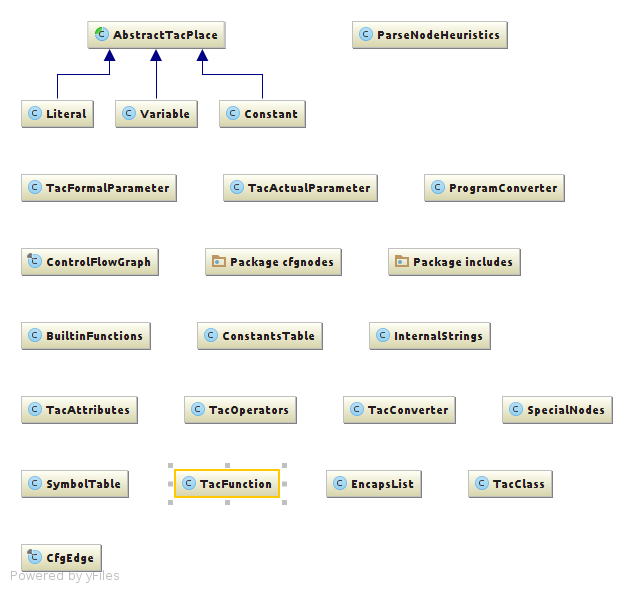 AbstractTacPlace
ParseNodeHeuristics
Literal
Variable
Constant
TacFormalParameter
TacActualParameter
ProgramConverter
ControlFlowGraph
Package cfgnodes
Package includes
BuiltinFunctions
ConstantsTable
InternalStrings
TacAttributes
TacOperators
TacConverter
SpecialNodes
SymbolTable
TacFunction
EncapsList
TacClass
CfgEdge
Powered by yFiles